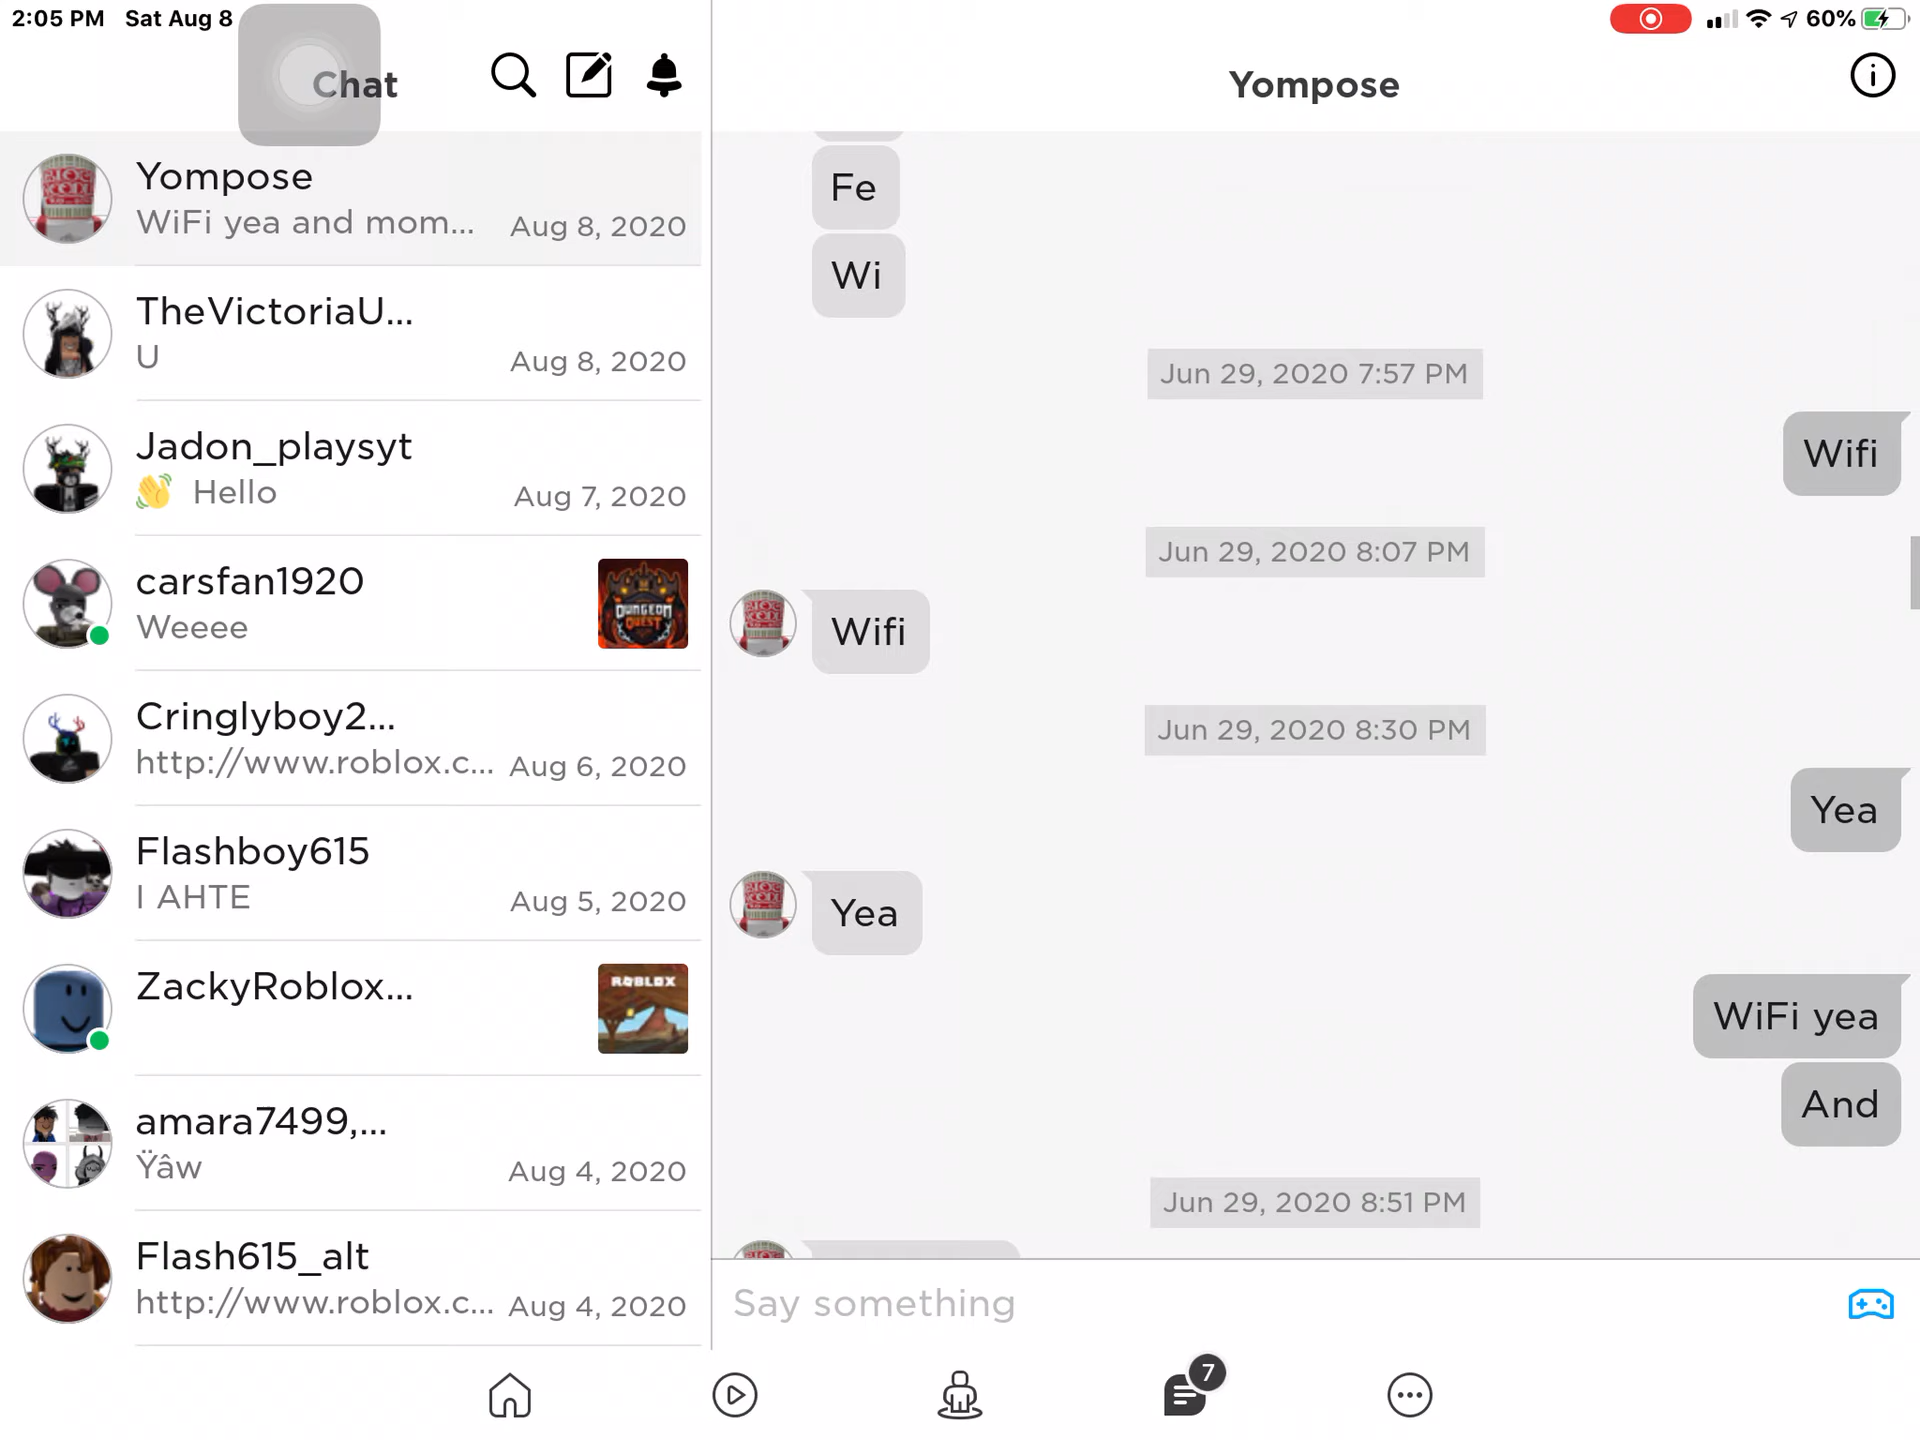 2:05 PM Sat Aug 8
60%
Chat
Yompose
WiFi yea and mom... Aug 8, 2020
TheVictoriaU...
U Aug 8, 2020
Jadon_playsyt
👋 Hello Aug 7, 2020
carsfan1920
Weeee
DUNGEON
QUEST
Cringlyboy2...
http://www.roblox.c... Aug 6, 2020
Flashboy615
I AHTE Aug 5, 2020
ZackyRoblox...
ROBLOX
amara7499,...
Ÿâw Aug 4, 2020
Flash615_alt
http://www.roblox.c... Aug 4, 2020
Yompose
Fe
Wi
Jun 29, 2020 7:57 PM
Wifi
Jun 29, 2020 8:07 PM
Wifi
Jun 29, 2020 8:30 PM
Yea
Yea
WiFi yea
And
Jun 29, 2020 8:51 PM
Say something
7